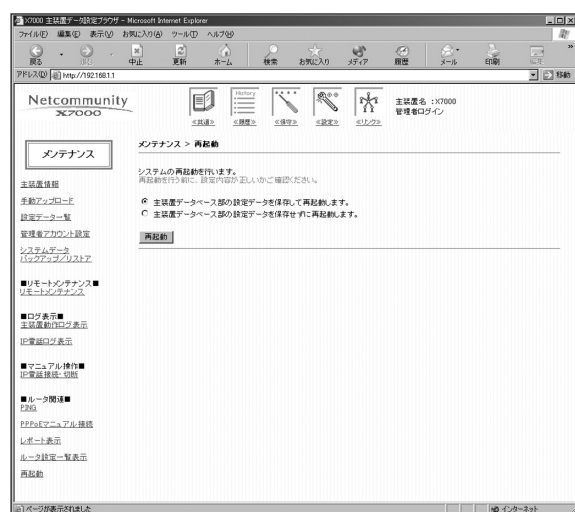 X7000 主装置データ設定ブラウザ - Microsoft Internet Explorer
ファイル(F) 編集(E) 表示(V) お気に入り(A) ツール(T) ヘルプ(H)
戻る 中止 更新 ホーム 検索 お気に入り メディア 履歴 メール 印刷
アドレス(D) http://192.168.1.1 移動
Netcommunity
X7000
History
≪共通≫ ≪履歴≫ ≪保守≫ ≪設定≫ ≪リンク≫
主装置名 :X7000
管理者ログイン
メンテナンス
メンテナンス > 再起動
システムの再起動を行います。
再起動を行う前に、設定内容が正しいかご確認ください。
主装置データベース部の設定データを保存して再起動します。
主装置データベース部の設定データを保存せずに再起動します。
再起動
主装置情報
手動アップロード
設定データ一覧
管理者アカウント設定
システムデータ
バックアップ/リストア
■リモートメンテナンス■
リモートメンテナンス
■ログ表示■
主装置動作ログ表示
IP電話ログ表示
■マニュアル操作■
IP電話接続・切断
■ルータ関連■
PING
PPPoEマニュアル接続
レポート表示
ルータ設定一覧表示
再起動
ページが表示されました
インターネット